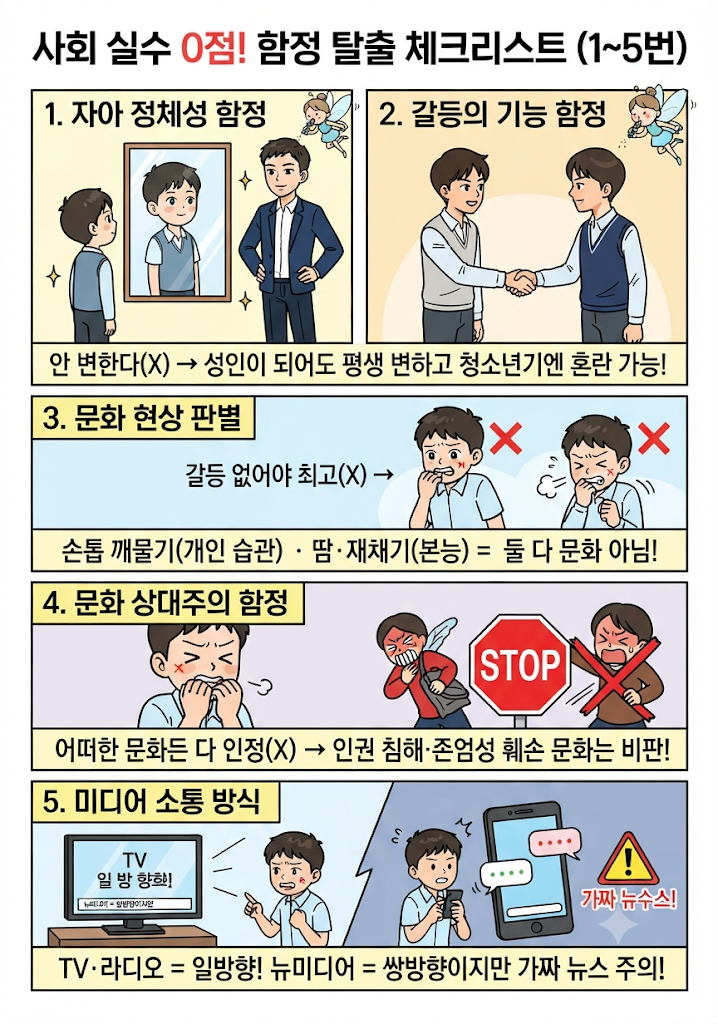 사회 실수 0점! 함정 탈출 체크리스트 (1~5번)
1. 자아 정체성 함정
2. 갈등의 기능 함정
안 변한다(X) → 성인이 되어도 평생 변하고 청소년기엔 혼란 가능!
3. 문화 현상 판별
갈등 없어야 최고(X) →
손톱 깨물기(개인 습관) · 땀·재채기(본능) = 둘 다 문화 아님!
4. 문화 상대주의 함정
STOP
어떠한 문화든 다 인정(X) → 인권 침해·존엄성 훼손 문화는 비판!
5. 미디어 소통 방식
TV
일 방
가짜 뉴수스!
TV·라디오 = 일방향! 뉴미디어 = 쌍방향이지만 가짜 뉴스 주의!